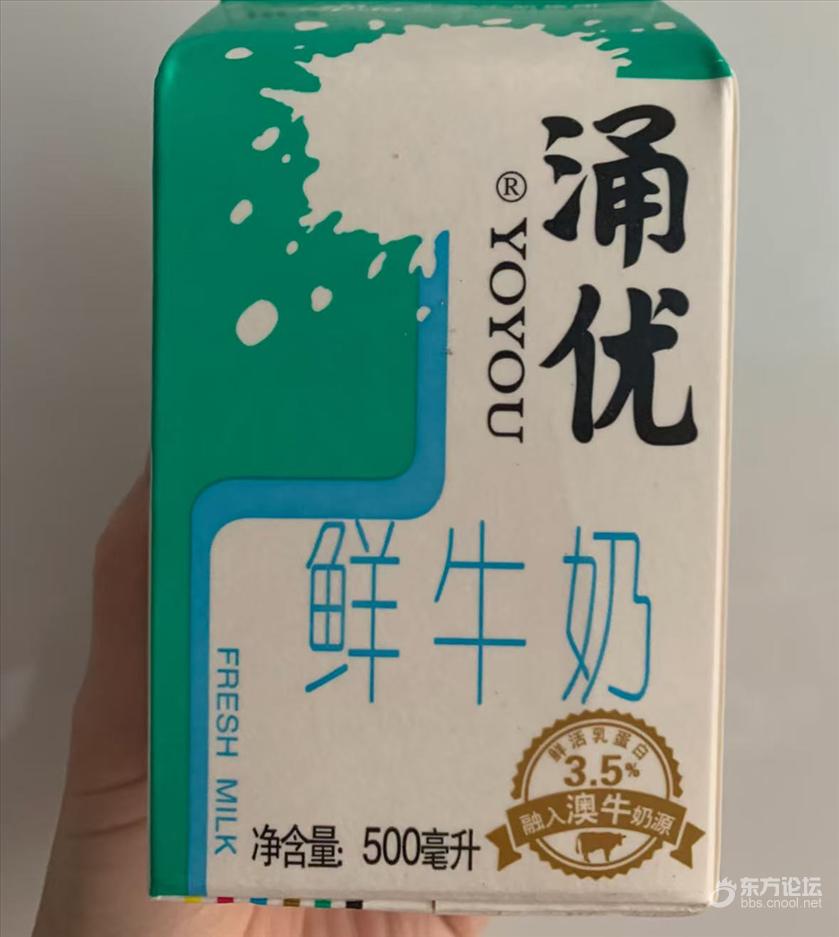 涌优
® YOYOU
鲜牛奶
FRESH MILK
鲜活乳蛋白
3.5%
融入澳牛奶源
净含量: 500毫升
东方论坛
bbs.cnool.net